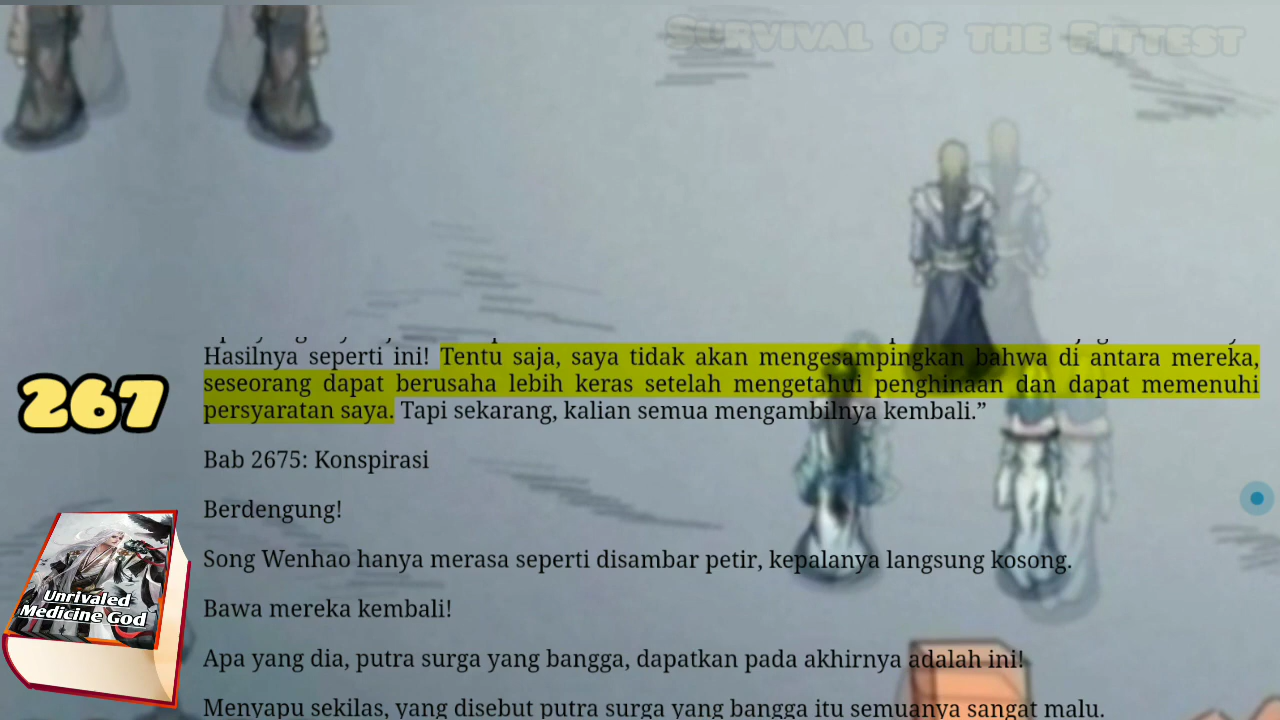 Survival of the Fittest
Hasilnya seperti ini! Tentu saja, saya tidak akan mengesampingkan bahwa di antara mereka,
seseorang dapat berusaha lebih keras setelah mengetahui penghinaan dan dapat memenuhi
persyaratan saya. Tapi sekarang, kalian semua mengambilnya kembali.”
267
Bab 2675: Konspirasi
Berdengung!
Song Wenhao hanya merasa seperti disambar petir, kepalanya langsung kosong.
Unrivaled
Medicine God
Bawa mereka kembali!
Apa yang dia, putra surga yang bangga, dapatkan pada akhirnya adalah ini!
Menyapu sekilas, yang disebut putra surga yang bangga itu semuanya sangat malu.